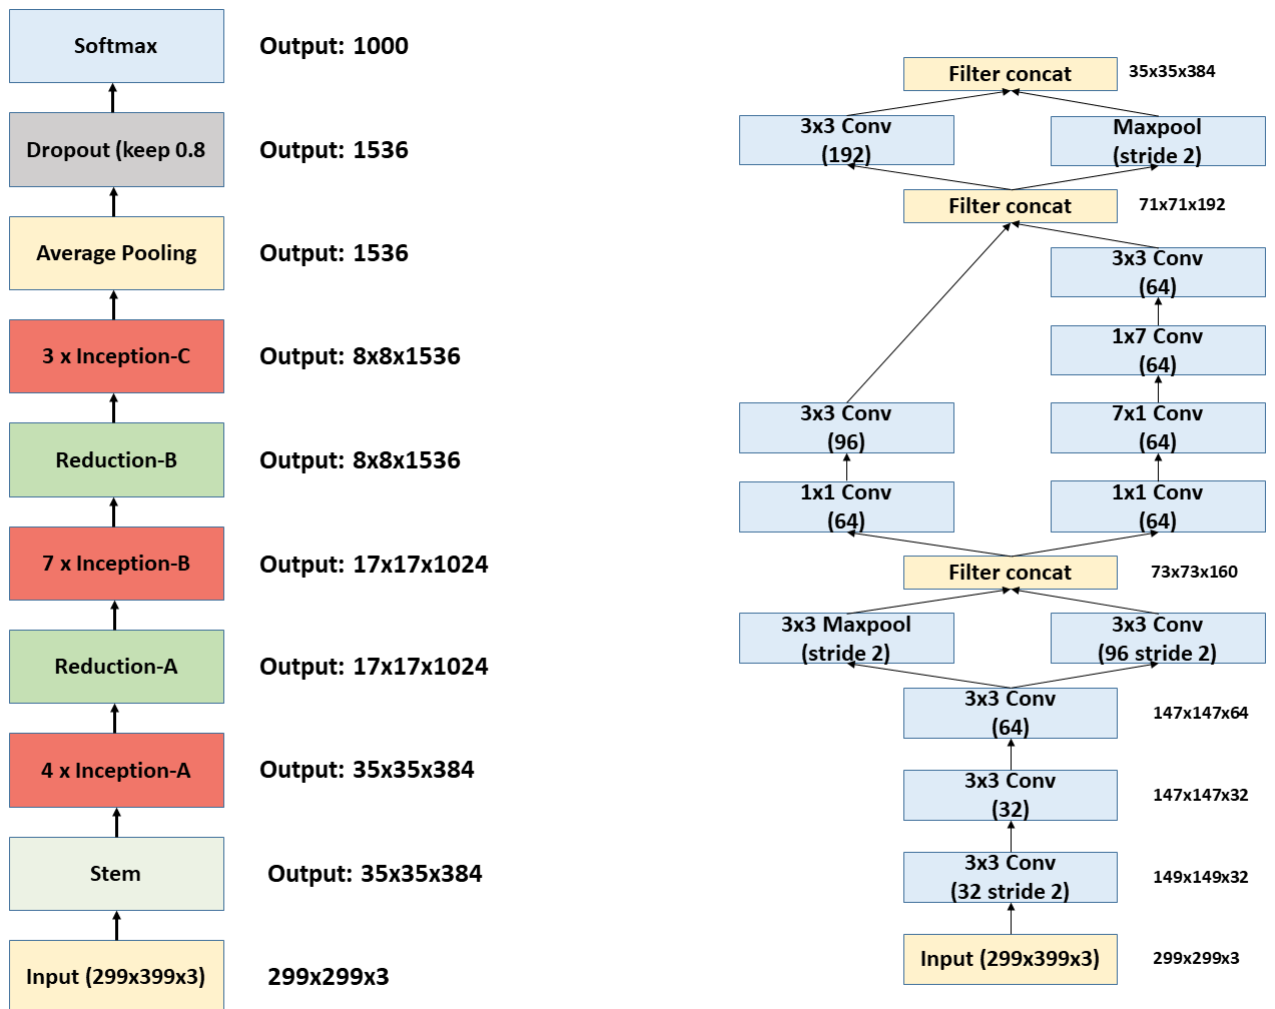 Softmax
Output: 1000
Dropout (keep 0.8
Output: 1536
Average Pooling
Output: 1536
3 x Inception-C
Output: 8x8x1536
Reduction-B
Output: 8x8x1536
7 x Inception-B
Output: 17x17x1024
Reduction-A
Output: 17x17x1024
4 x Inception-A
Output: 35x35x384
Stem
Output: 35x35x384
Input (299x399x3)
299x299x3
Filter concat
35x35x384
3x3 Conv
(192)
Maxpool
(stride 2)
Filter concat
71x71x192
3x3 Conv
(64)
1x7 Conv
(64)
3x3 Conv
(96)
7x1 Conv
(64)
1x1 Conv
(64)
1x1 Conv
(64)
Filter concat
73x73x160
3x3 Maxpool
(stride 2)
3x3 Conv
(96 stride 2)
3x3 Conv
(64)
147x147x64
3x3 Conv
(32)
147x147x32
3x3 Conv
(32 stride 2)
149x149x32
Input (299x399x3)
299x299x3